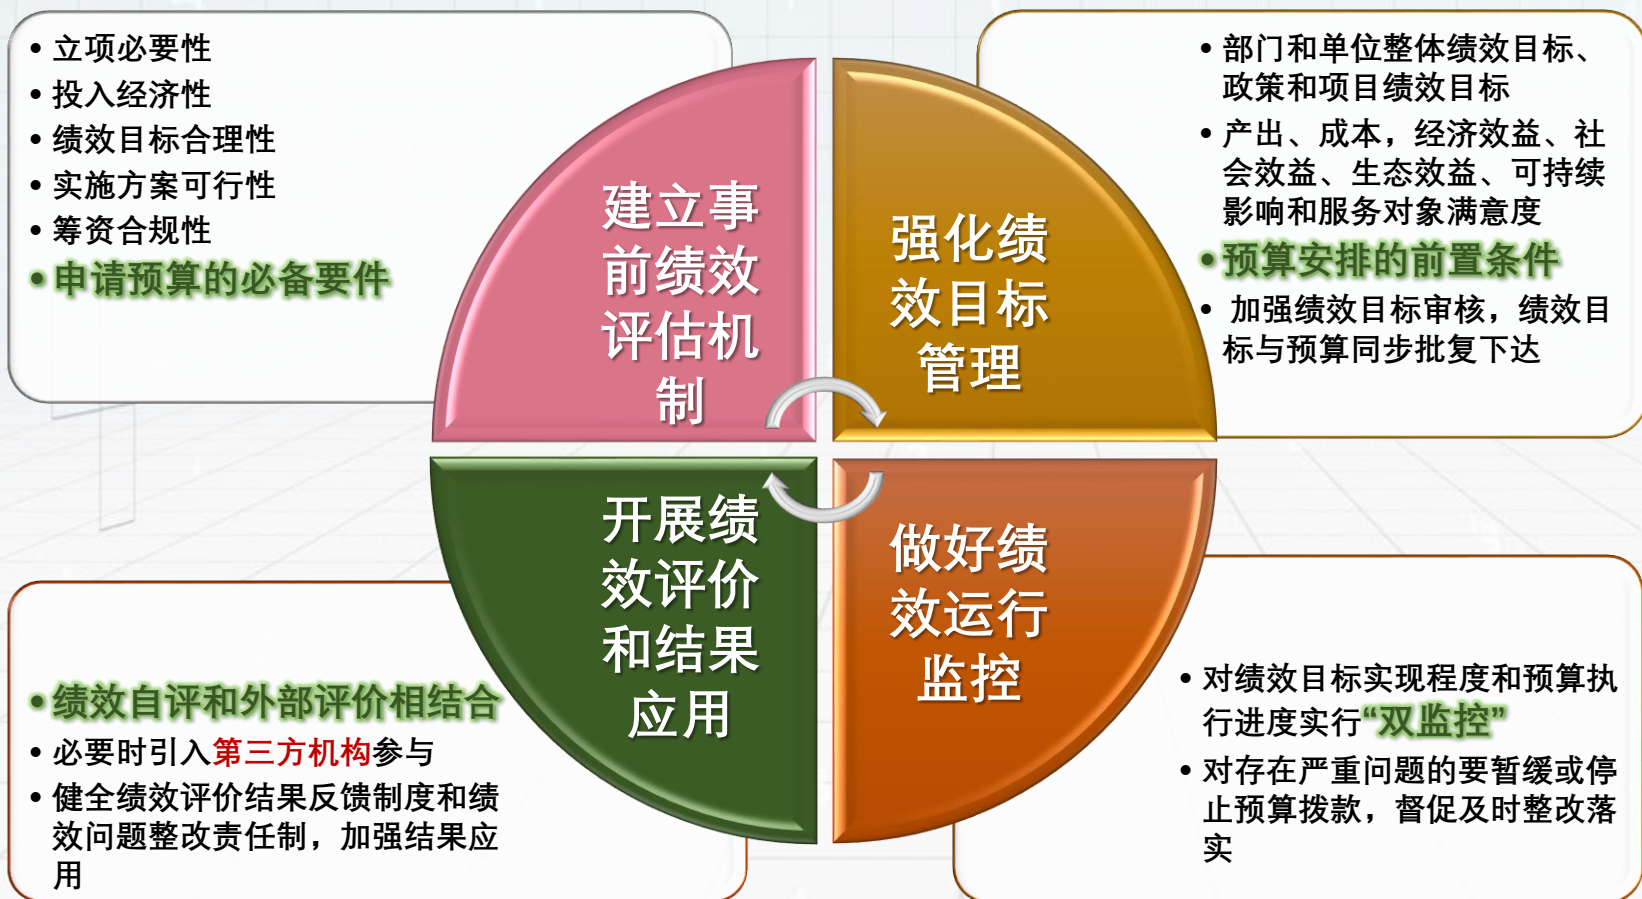 • 立项必要性
• 投入经济性
• 绩效目标合理性
• 实施方案可行性
• 筹资合规性
• 申请预算的必备要件
建立事
前绩效
评估机
制
强化绩
效目标
管理
• 部门和单位整体绩效目标、
政策和项目绩效目标
• 产出、成本，经济效益、社
会效益、生态效益、可持续
影响和服务对象满意度
• 预算安排的前置条件
• 加强绩效目标审核，绩效目
标与预算同步批复下达
• 绩效自评和外部评价相结合
• 必要时引入第三方机构参与
• 健全绩效评价结果反馈制度和绩
效问题整改责任制，加强结果应
用
开展绩
效评价
和结果
应用
做好绩
效运行
监控
• 对绩效目标实现程度和预算执
行进度实行“双监控”
• 对存在严重问题的要暂缓或停
止预算拨款，督促及时整改落
实